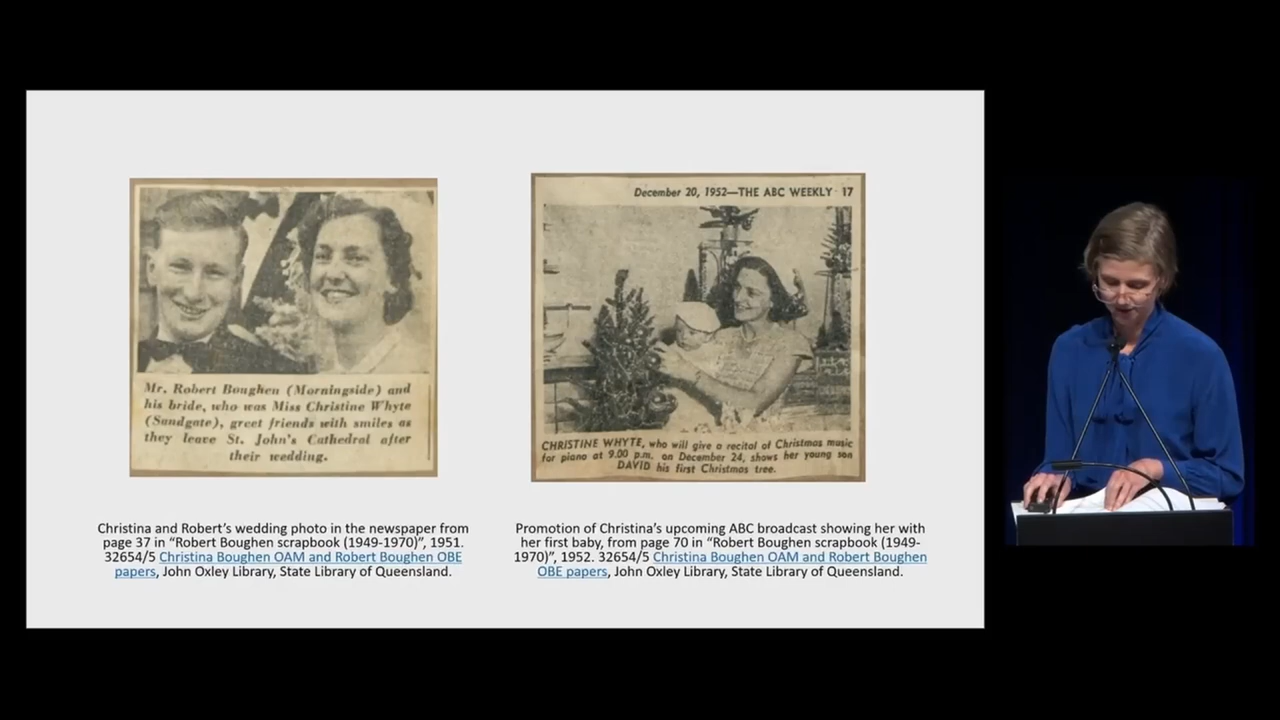 Mr. Robert Boughen (Morningside) and
his bride, who was Miss Christine Whyte
(Sandgate), greet friends with smiles as
they leave St. John's Cathedral after
their wedding.
Christina and Robert's wedding photo in the newspaper from
page 37 in “Robert Boughen scrapbook (1949-1970)”, 1951.
32654/5 Christina Boughen OAM and Robert Boughen OBE
papers, John Oxley Library, State Library of Queensland.
December 20, 1952—THE ABC WEEKLY 17
CHRISTINE WHYTE, who will give a recital of Christmas music
for piano at 9.00 p.m. on December 24, shows her young son
DAVID his first Christmas tree.
Promotion of Christina's upcoming ABC broadcast showing her with
her first baby, from page 70 in “Robert Boughen scrapbook (1949-
1970)”, 1952. 32654/5 Christina Boughen OAM and Robert Boughen
OBE papers, John Oxley Library, State Library of Queensland.